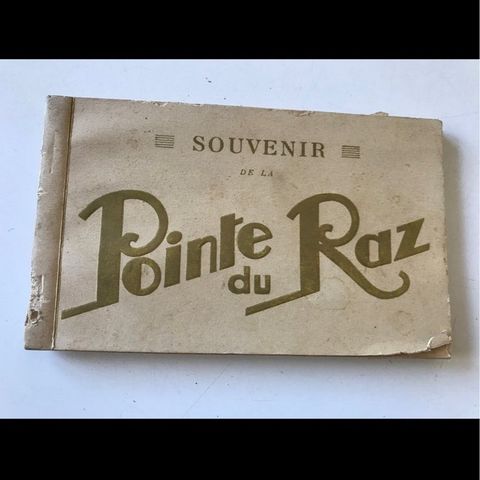 SOUVENIR
DE LA
Pointe du Raz